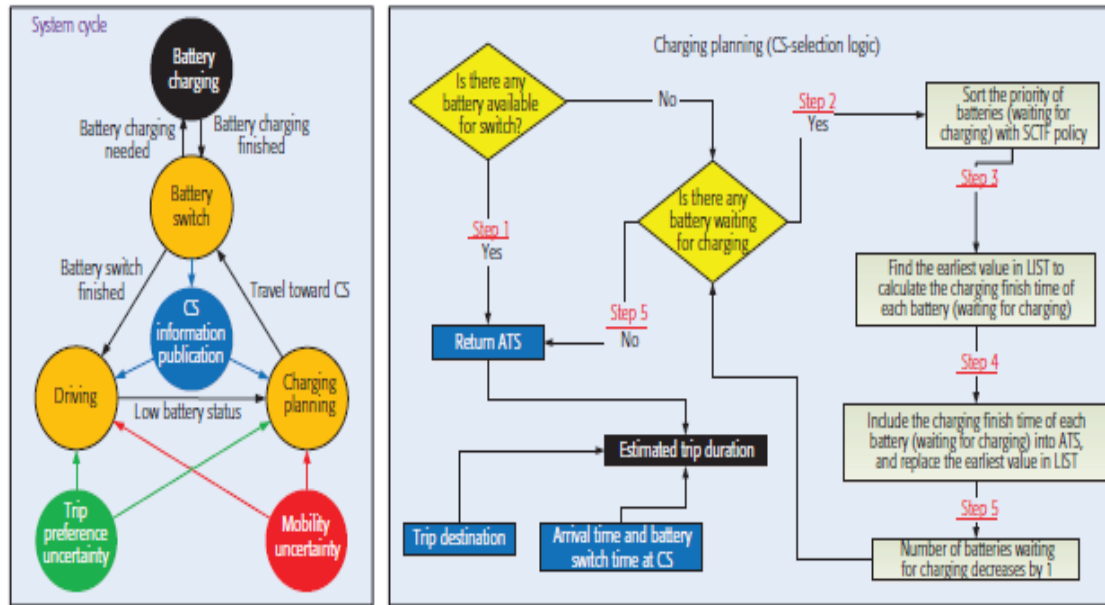 System cycle
Battery
charging
Battery charging
needed
Battery charging
finished
Battery
switch
Battery switch
finished
Travel toward CS
CS
information
publication
Driving
Low battery status
Charging
planning
Trip
preference
uncertainty
Mobility
uncertainty
Charging planning (CS-selection logic)
Is there any
battery available
for switch?
No
Step 2
Yes
Sort the priority of
batteries (waiting for
charging) with SCTF policy
Step 3
Step 1
Yes
Is there any
battery waiting
for charging
Find the earliest value in LIST to
calculate the charging finish time of
each battery (waiting for charging)
Step 5
No
Return ATS
Step 4
Include the charging finish time of each
battery (waiting for charging) into ATS,
and replace the earliest value in LIST
Estimated trip duration
Step 5
Trip destination
Arrival time and battery
switch time at CS
Number of batteries waiting
for charging decreases by 1